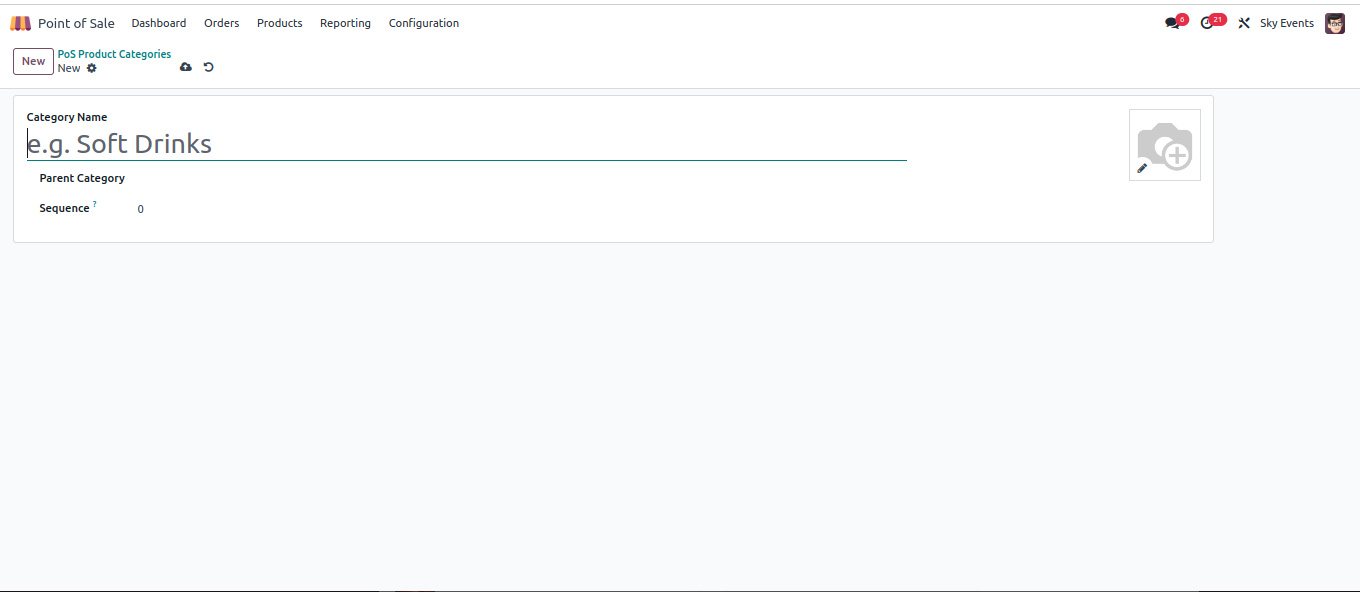 Point of Sale Dashboard Orders Products Reporting Configuration 6 21 Sky Events
New PoS Product Categories
New
Category Name
e.g. Soft Drinks
Parent Category
Sequence ? 0